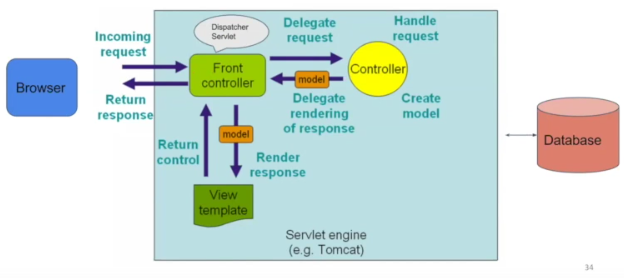 Dispatcher
Servlet
Incoming
request
Delegate
request
Handle
request
Browser
Front
controller
Controller
model
Return
response
Delegate
rendering
of response
Create
model
model
Return
control
Render
response
View
template
Database
Servlet engine
(e.g. Tomcat)
34